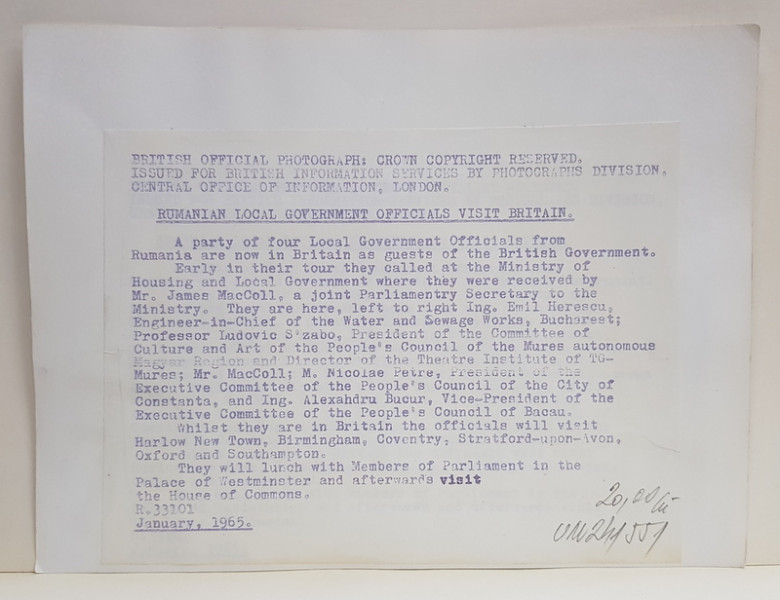 BRITISH OFFICIAL PHOTOGRAPH: CROWN COPYRIGHT RESERVED.
ISSUED FOR BRITISH INFORMATION SERVICES BY PHOTOGRAPHS DIVISION,
CENTRAL OFFICE OF INFORMATION, LONDON.
RUMANIAN LOCAL GOVERNMENT OFFICIALS VISIT BRITAIN.
A party of four Local Government Officials from
Rumania are now in Britain as guests of the British Government.
Early in their tour they called at the Ministry of
Housing and Local Government where they were received by
Mr. James MacColl, a joint Parliamentry Secretary to the
Ministry. They are here, left to right Ing. Emil Herescu,
Engineer-in-Chief of the Water and Sewage Works, Bucharest;
Professor Ludovic S'zabo, President of the Committee of
Culture and Art of the People's Council of the Mures autonomous
Magyar Region and Director of the Theatre Institute of TG-
Mures; Mr. MacColl; M. Nicolae Petre, President of the
Executive Committee of the People's Council of the City of
Constanta, and Ing. Alexahdru Bucur, Vice-President of the
Executive Committee of the People's Council of Bacau.
Whilst they are in Britain the officials will visit
Harlow New Town, Birmingham, Coventry, Stratford-upon-Avon,
Oxford and Southampton.
They will lunch with Members of Parliament in the
Palace of Westminster and afterwards visit
the House of Commons.
R.33101
January, 1965.